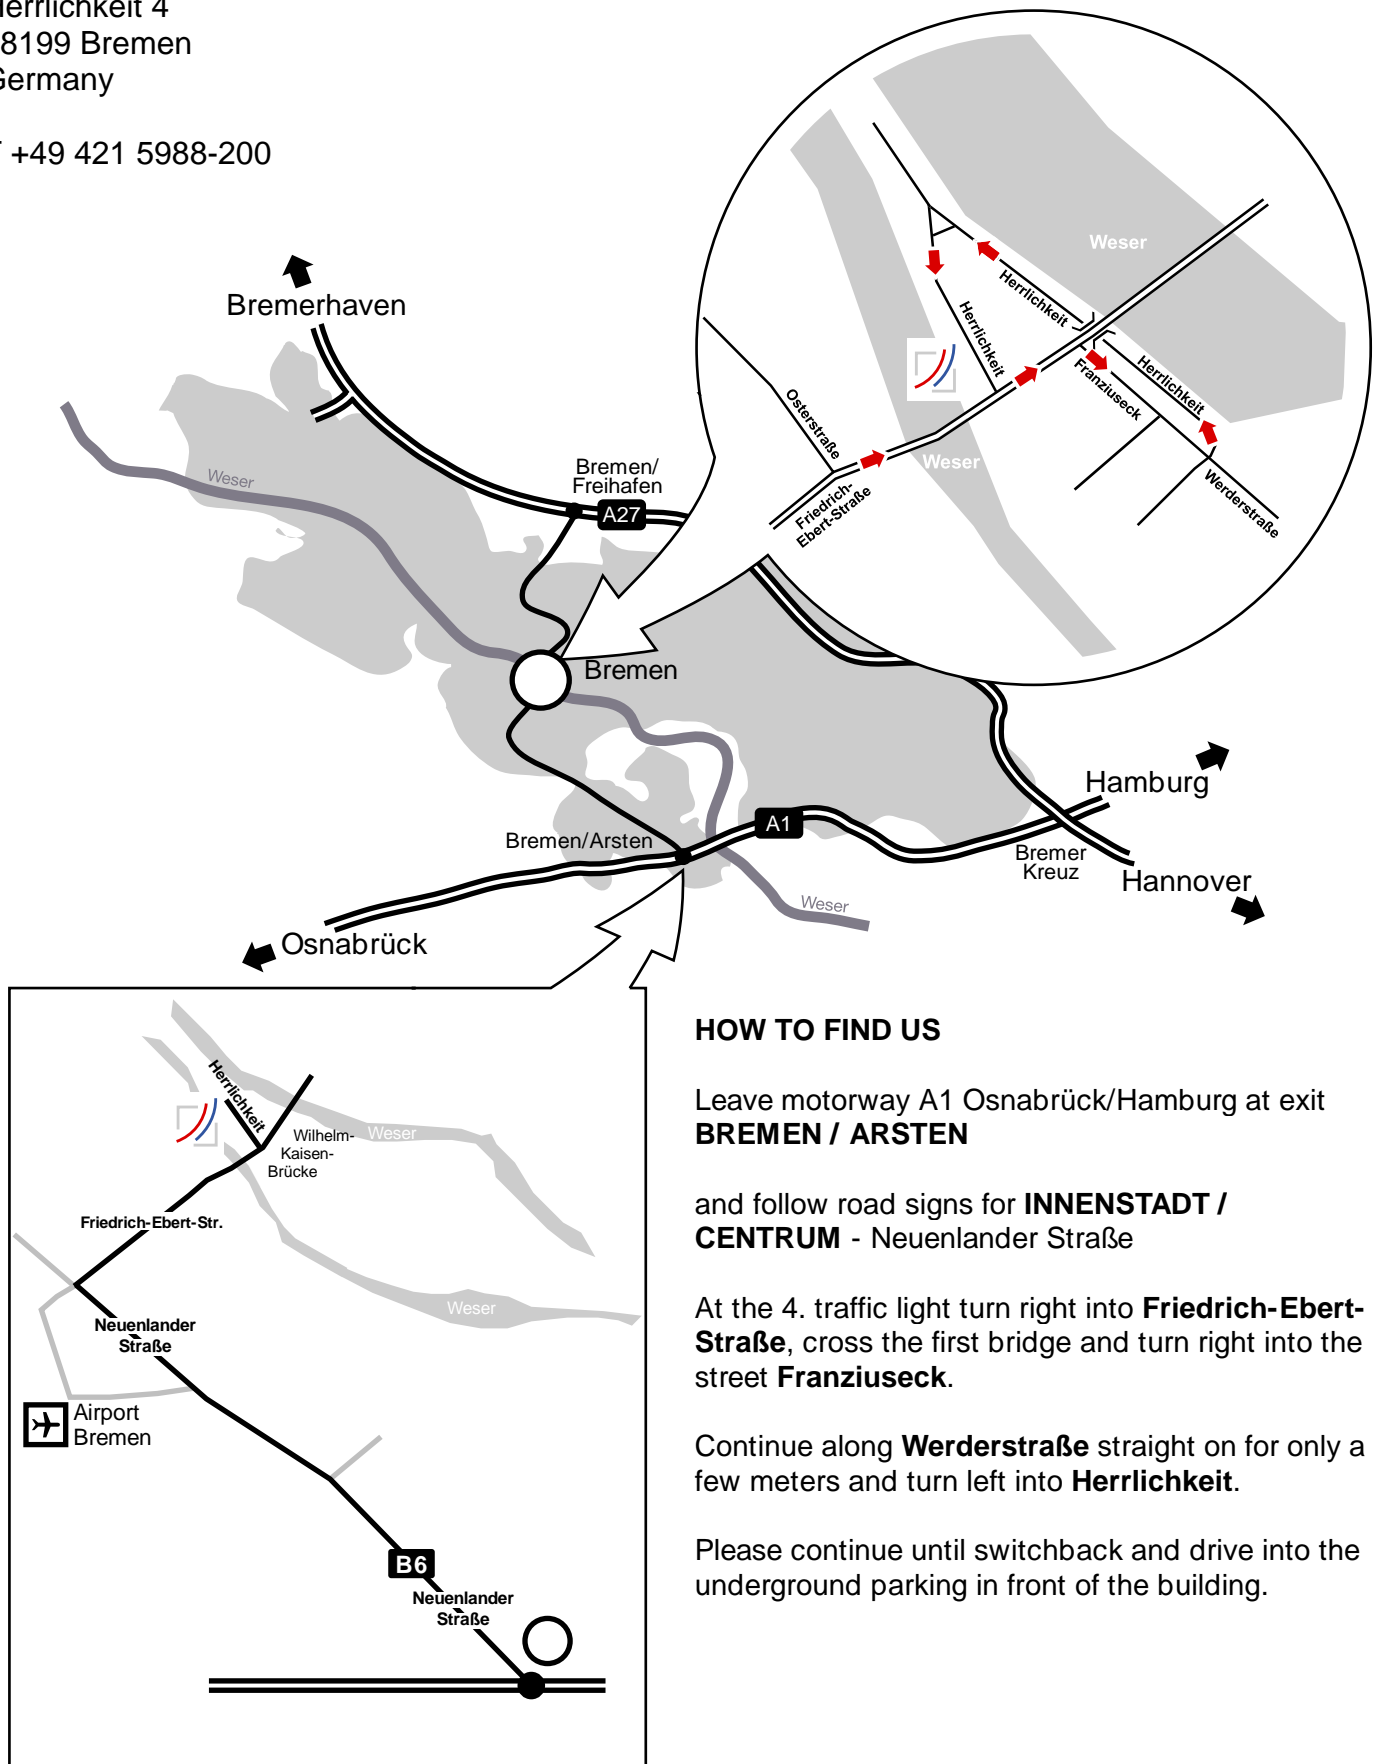 Herrlichkeit 4
8199 Bremen
Germany
+49 421 5988-200
Bremerhaven
Weser
Bremen/
Freihafen
A27
Bremen
Bremen/Arsten
A1
Hamburg
Bremer
Kreuz
Hannover
Weser
Osnabrück
Weser
Herrlichkeit
Herrlichkeit
Osterstraße
Franziuseck
Herrlichkeit
Weser
Friedrich-
Ebert-Straße
Werderstraße
Herrlichkeit
Wilhelm-
Kaisen-
Brücke
Weser
Friedrich-Ebert-Str.
Weser
Neuenlander
Straße
Airport
Bremen
B6
Neuenlander
Straße
HOW TO FIND US
Leave motorway A1 Osnabrück/Hamburg at exit
BREMEN / ARSTEN
and follow road signs for INNENSTADT /
CENTRUM - Neuenlander Straße
At the 4. traffic light turn right into Friedrich-Ebert-
Straße, cross the first bridge and turn right into the
street Franziuseck.
Continue along Werderstraße straight on for only a
few meters and turn left into Herrlichkeit.
Please continue until switchback and drive into the
underground parking in front of the building.